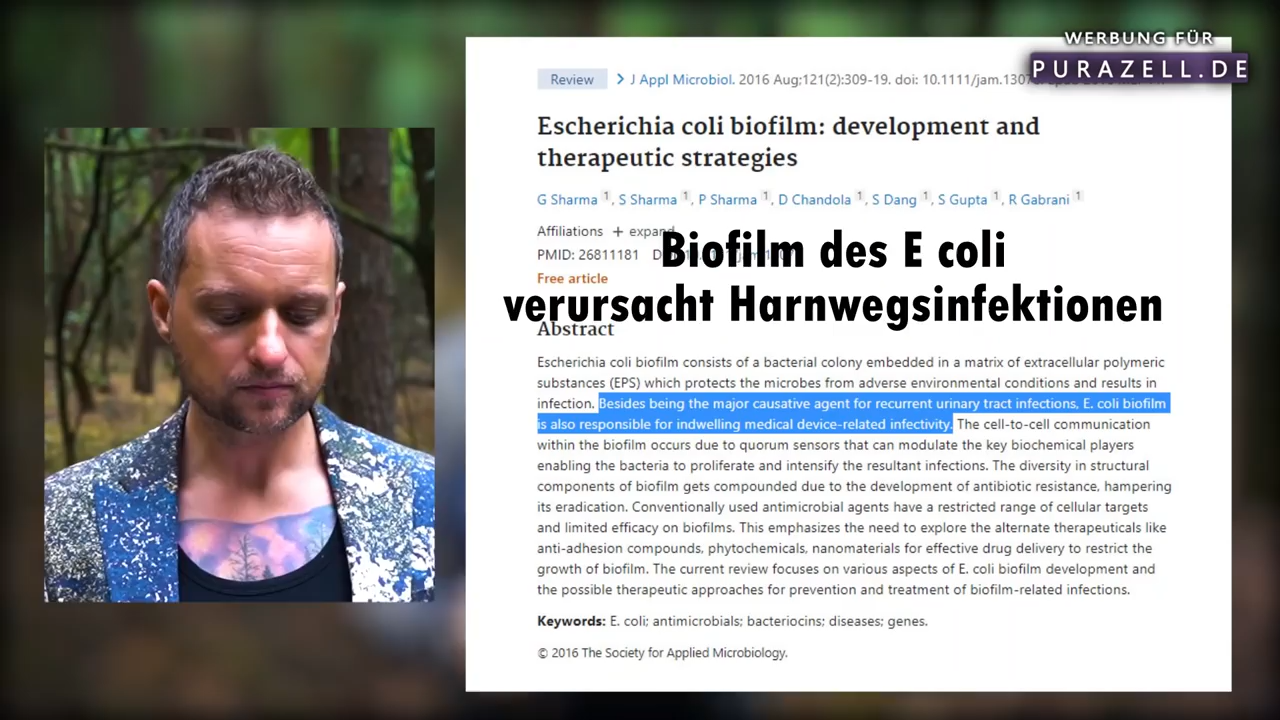 WERBUNG FÜR
PURAZELL.DE
Review > J Appl Microbiol. 2016 Aug;121(2):309-19. doi: 10.1111/jam.1307
Escherichia coli biofilm: development and
therapeutic strategies
G Sharma 1, S Sharma 1, P Sharma 1, D Chandola 1, S Dang 1, S Gupta 1, R Gabrani 1
Affiliations + expand
PMID: 26811181
Free article
Biofilm des E coli
verursacht Harnwegsinfektionen
Abstract
Escherichia coli biofilm consists of a bacterial colony embedded in a matrix of extracellular polymeric
substances (EPS) which protects the microbes from adverse environmental conditions and results in
infection. Besides being the major causative agent for recurrent urinary tract infections, E. coli biofilm
is also responsible for indwelling medical device-related infectivity. The cell-to-cell communication
within the biofilm occurs due to quorum sensors that can modulate the key biochemical players
enabling the bacteria to proliferate and intensify the resultant infections. The diversity in structural
components of biofilm gets compounded due to the development of antibiotic resistance, hampering
its eradication. Conventionally used antimicrobial agents have a restricted range of cellular targets
and limited efficacy on biofilms. This emphasizes the need to explore the alternate therapeuticals like
anti-adhesion compounds, phytochemicals, nanomaterials for effective drug delivery to restrict the
growth of biofilm. The current review focuses on various aspects of E. coli biofilm development and
the possible therapeutic approaches for prevention and treatment of biofilm-related infections.
Keywords: E. coli; antimicrobials; bacteriocins; diseases; genes.
© 2016 The Society for Applied Microbiology.